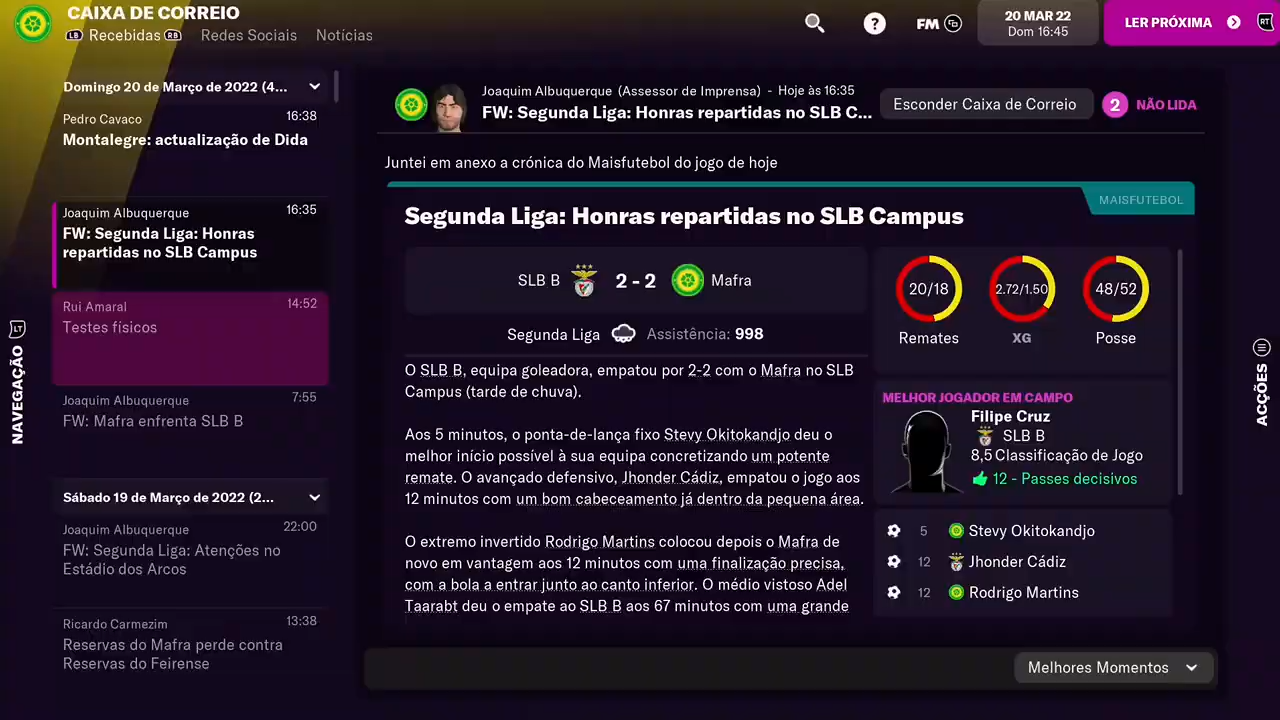 CAIXA DE CORREIO
LB Recebidas RB Redes Sociais Notícias
FM
20 MAR 22
Dom 16:45
LER PRÓXIMA
RT
Domingo 20 de Março de 2022 (4...
Pedro Cavaco 16:38
Montalegre: actualização de Dida
Joaquim Albuquerque 16:35
FW: Segunda Liga: Honras
repartidas no SLB Campus
Rui Amaral 14:52
Testes físicos
Joaquim Albuquerque 7:55
FW: Mafra enfrenta SLB B
Sábado 19 de Março de 2022 (2...
Joaquim Albuquerque 22:00
FW: Segunda Liga: Atenções no
Estádio dos Arcos
Ricardo Carmezim 13:38
Reservas do Mafra perde contra
Reservas do Feirense
NAVEGAÇÃO LT
Joaquim Albuquerque (Assessor de Imprensa) - Hoje às 16:35
FW: Segunda Liga: Honras repartidas no SLB C...
Esconder Caixa de Correio
2 NÃO LIDA
Juntei em anexo a crónica do Maisfutebol do jogo de hoje
MAISFUTEBOL
Segunda Liga: Honras repartidas no SLB Campus
SLB B 2 - 2 Mafra
Segunda Liga Assistência: 998
O SLB B, equipa goleadora, empatou por 2-2 com o Mafra no SLB
Campus (tarde de chuva).
Aos 5 minutos, o ponta-de-lança fixo Stevy Okitokandjo deu o
melhor início possível à sua equipa concretizando um potente
remate. O avançado defensivo, Jhonder Cádiz, empatou o jogo aos
12 minutos com um bom cabeceamento já dentro da pequena área.
O extremo invertido Rodrigo Martins colocou depois o Mafra de
novo em vantagem aos 12 minutos com uma finalização precisa,
com a bola a entrar junto ao canto inferior. O médio vistoso Adel
Taarabt deu o empate ao SLB B aos 67 minutos com uma grande
20/18 2.72/1.50 48/52
Remates XG Posse
MELHOR JOGADOR EM CAMPO
Filipe Cruz
SLB B
8,5 Classificação de Jogo
12 - Passes decisivos
5 Stevy Okitokandjo
12 Jhonder Cádiz
12 Rodrigo Martins
Melhores Momentos
ACÇÕES